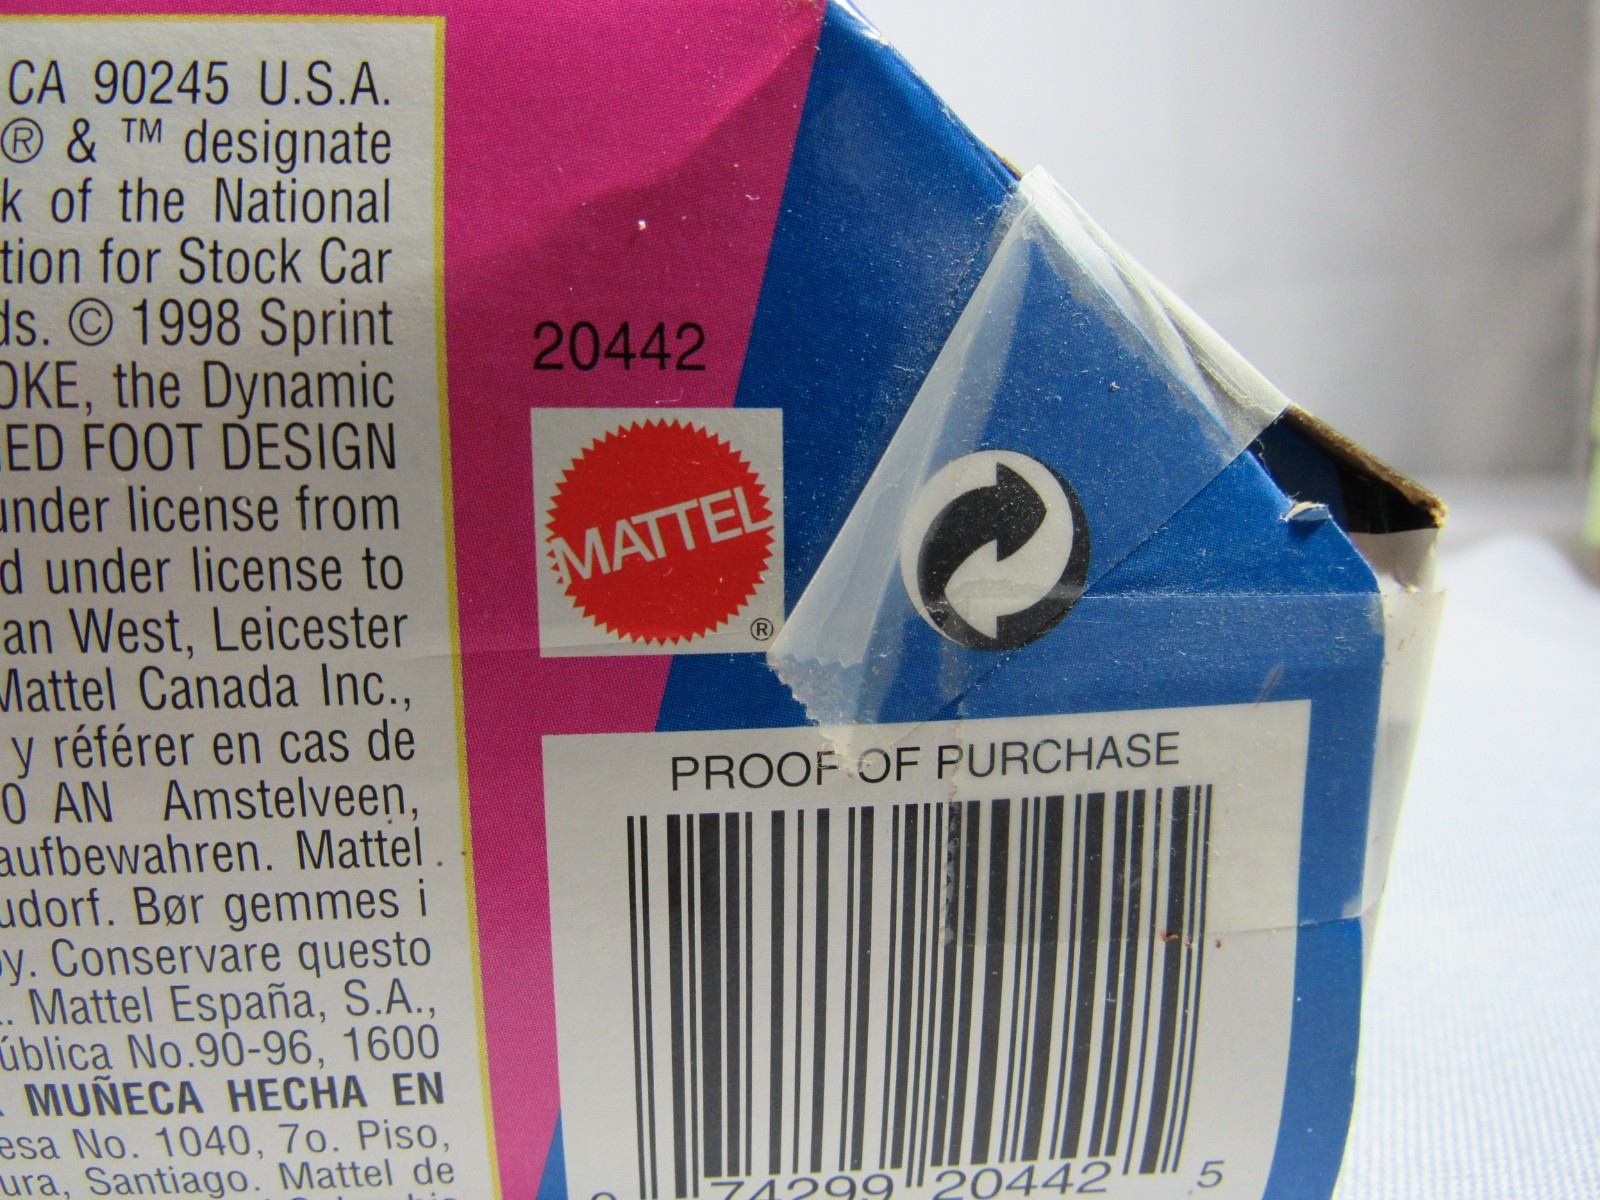 CA 90245 U.S.A.
® & ™ designate
k of the National
tion for Stock Car
ds. © 1998 Sprint
OKE, the Dynamic
ED FOOT DESIGN
under license from
d under license to
an West, Leicester
Mattel Canada Inc.,
y référer en cas de
0 AN Amstelveen,
aufbewahren. Mattel
udorf. Bør gemmes i
oy. Conservare questo
. Mattel España, S.A.,
ública No.90-96, 1600
MUÑECA HECHA EN
esa No. 1040, 7o. Piso,
ura, Santiago. Mattel de
20442
MATTEL
®
PROOF OF PURCHASE
0 74299 20442 5